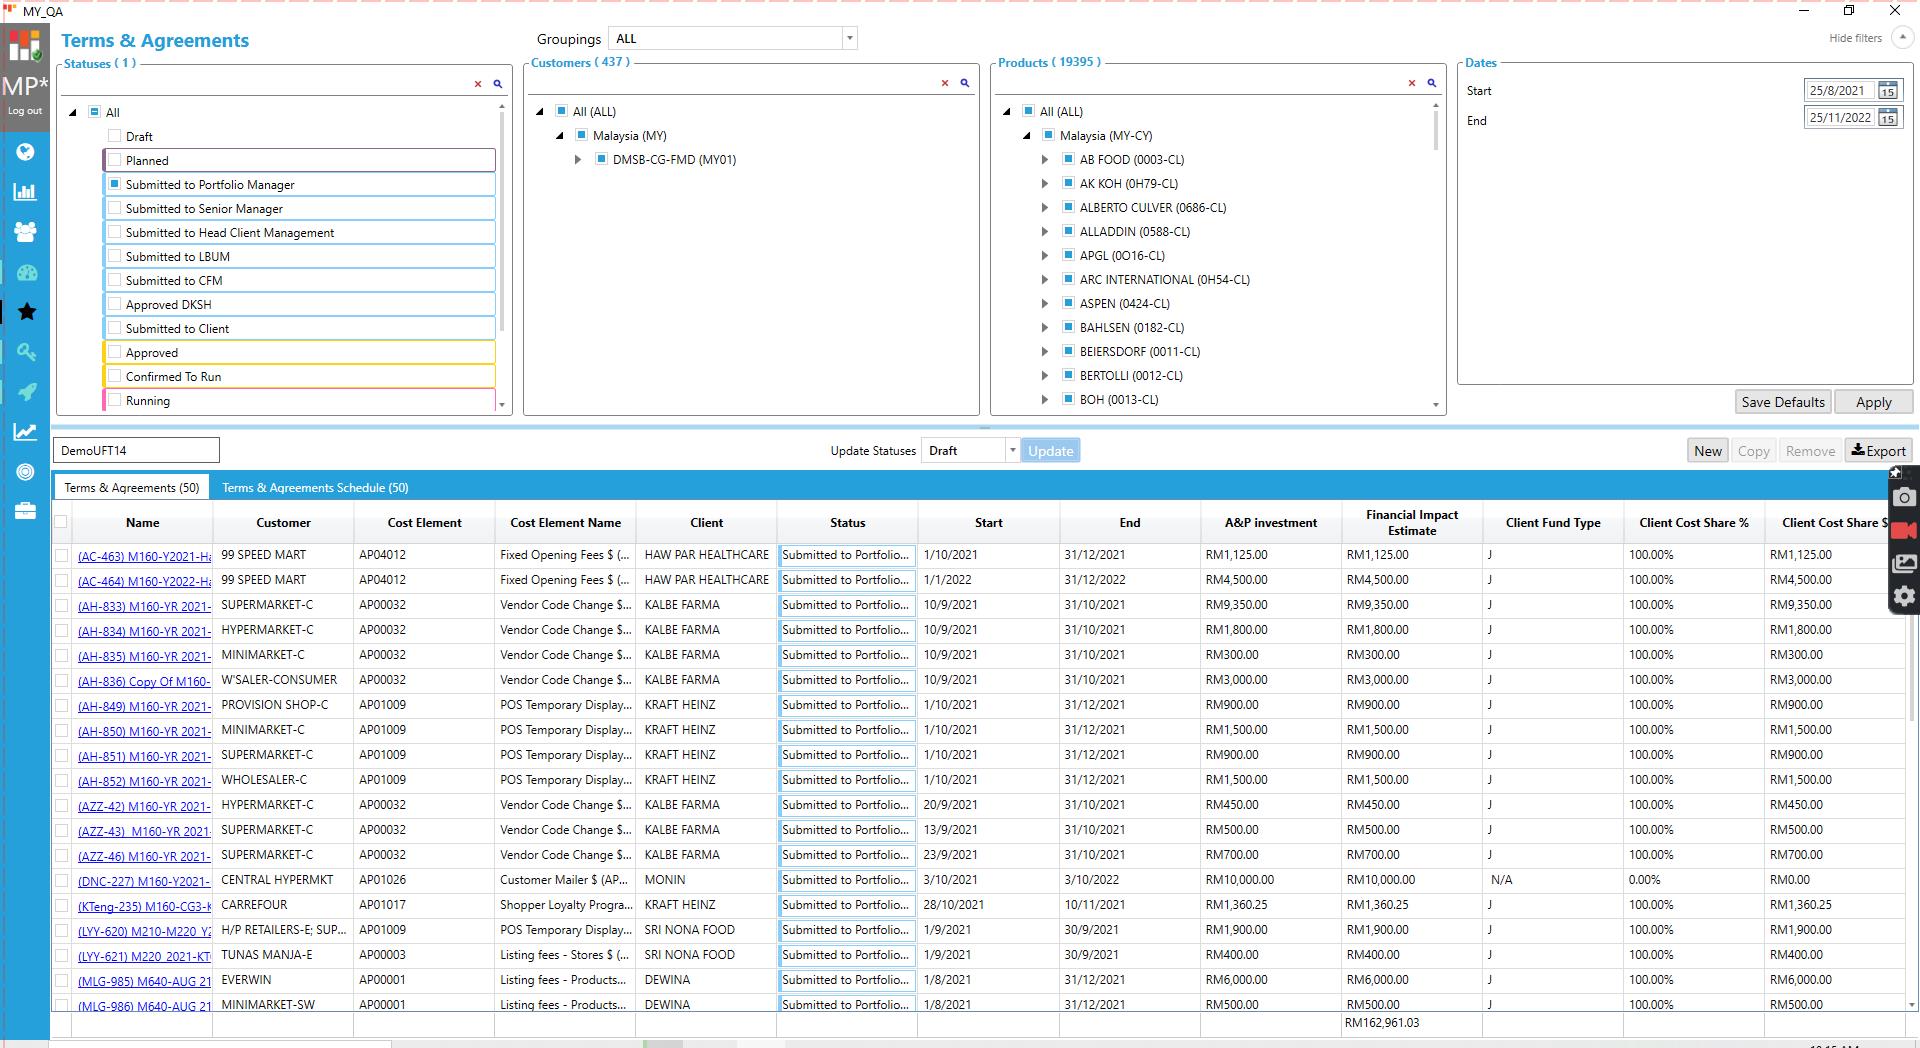 MY_QA
MP*
Log out
Terms & Agreements
Groupings ALL
Hide filters
Statuses ( 1 )
All
Draft
Planned
Submitted to Portfolio Manager
Submitted to Senior Manager
Submitted to Head Client Management
Submitted to LBUM
Submitted to CFM
Approved DKSH
Submitted to Client
Approved
Confirmed To Run
Running
Customers ( 437 )
All (ALL)
Malaysia (MY)
DMSB-CG-FMD (MY01)
Products ( 19395 )
All (ALL)
Malaysia (MY-CY)
AB FOOD (0003-CL)
AK KOH (0H79-CL)
ALBERTO CULVER (0686-CL)
ALLADDIN (0588-CL)
APGL (0O16-CL)
ARC INTERNATIONAL (0H54-CL)
ASPEN (0424-CL)
BAHLSEN (0182-CL)
BEIERSDORF (0011-CL)
BERTOLLI (0012-CL)
BOH (0013-CL)
Dates
Start 25/8/2021 15
End 25/11/2022 15
Save Defaults Apply
DemoUFT14 Update Statuses Draft Update New Copy Remove Export
Terms & Agreements (50) Terms & Agreements Schedule (50)
Name Customer Cost Element Cost Element Name Client Status Start End A&P investment Financial Impact Estimate Client Fund Type Client Cost Share % Client Cost Share $
(AC-463) M160-Y2021-Ha 99 SPEED MART AP04012 Fixed Opening Fees $ (... HAW PAR HEALTHCARE Submitted to Portfolio... 1/10/2021 31/12/2021 RM1,125.00 RM1,125.00 J 100.00% RM1,125.00
(AC-464) M160-Y2022-Ha 99 SPEED MART AP04012 Fixed Opening Fees $ (... HAW PAR HEALTHCARE Submitted to Portfolio... 1/1/2022 31/12/2022 RM4,500.00 RM4,500.00 J 100.00% RM4,500.00
(AH-833) M160-YR 2021- SUPERMARKET-C AP00032 Vendor Code Change $... KALBE FARMA Submitted to Portfolio... 10/9/2021 31/10/2021 RM9,350.00 RM9,350.00 J 100.00% RM9,350.00
(AH-834) M160-YR 2021- HYPERMARKET-C AP00032 Vendor Code Change $... KALBE FARMA Submitted to Portfolio... 10/9/2021 31/10/2021 RM1,800.00 RM1,800.00 J 100.00% RM1,800.00
(AH-835) M160-YR 2021- MINIMARKET-C AP00032 Vendor Code Change $... KALBE FARMA Submitted to Portfolio... 10/9/2021 31/10/2021 RM300.00 RM300.00 J 100.00% RM300.00
(AH-836) Copy Of M160- W'SALER-CONSUMER AP00032 Vendor Code Change $... KALBE FARMA Submitted to Portfolio... 10/9/2021 31/10/2021 RM3,000.00 RM3,000.00 J 100.00% RM3,000.00
(AH-849) M160-YR 2021- PROVISION SHOP-C AP01009 POS Temporary Display... KRAFT HEINZ Submitted to Portfolio... 1/10/2021 31/12/2021 RM900.00 RM900.00 J 100.00% RM900.00
(AH-850) M160-YR 2021- MINIMARKET-C AP01009 POS Temporary Display... KRAFT HEINZ Submitted to Portfolio... 1/10/2021 31/12/2021 RM1,500.00 RM1,500.00 J 100.00% RM1,500.00
(AH-851) M160-YR 2021- SUPERMARKET-C AP01009 POS Temporary Display... KRAFT HEINZ Submitted to Portfolio... 1/10/2021 31/12/2021 RM900.00 RM900.00 J 100.00% RM900.00
(AH-852) M160-YR 2021- WHOLESALER-C AP01009 POS Temporary Display... KRAFT HEINZ Submitted to Portfolio... 1/10/2021 31/12/2021 RM1,500.00 RM1,500.00 J 100.00% RM1,500.00
(AZZ-42) M160-YR 2021- HYPERMARKET-C AP00032 Vendor Code Change $... KALBE FARMA Submitted to Portfolio... 20/9/2021 31/10/2021 RM450.00 RM450.00 J 100.00% RM450.00
(AZZ-43) M160-YR 2021- SUPERMARKET-C AP00032 Vendor Code Change $... KALBE FARMA Submitted to Portfolio... 13/9/2021 31/10/2021 RM500.00 RM500.00 J 100.00% RM500.00
(AZZ-46) M160-YR 2021- SUPERMARKET-C AP00032 Vendor Code Change $... KALBE FARMA Submitted to Portfolio... 23/9/2021 31/10/2021 RM700.00 RM700.00 J 100.00% RM700.00
(DNC-227) M160-Y2021- CENTRAL HYPERMKT AP01026 Customer Mailer $ (AP... MONIN Submitted to Portfolio... 3/10/2021 3/10/2022 RM10,000.00 RM10,000.00 N/A 0.00% RM0.00
(KTeng-235) M160-CG3-K CARREFOUR AP01017 Shopper Loyalty Progra... KRAFT HEINZ Submitted to Portfolio... 28/10/2021 10/11/2021 RM1,360.25 RM1,360.25 J 100.00% RM1,360.25
(LYY-620) M210-M220 Y2 H/P RETAILERS-E; SUP... AP01009 POS Temporary Display... SRI NONA FOOD Submitted to Portfolio... 1/9/2021 30/9/2021 RM1,900.00 RM1,900.00 J 100.00% RM1,900.00
(LYY-621) M220 2021-KT TUNAS MANJA-E AP00003 Listing fees - Stores $ (... SRI NONA FOOD Submitted to Portfolio... 1/9/2021 30/9/2021 RM400.00 RM400.00 J 100.00% RM400.00
(MLG-985) M640-AUG 21 EVERWIN AP00001 Listing fees - Products... DEWINA Submitted to Portfolio... 1/8/2021 31/12/2021 RM6,000.00 RM6,000.00 J 100.00% RM6,000.00
(MLG-986) M640-AUG 21 MINIMARKET-SW AP00001 Listing fees - Products... DEWINA Submitted to Portfolio... 1/8/2021 31/12/2021 RM500.00 RM500.00 J 100.00% RM500.00
RM162,961.03